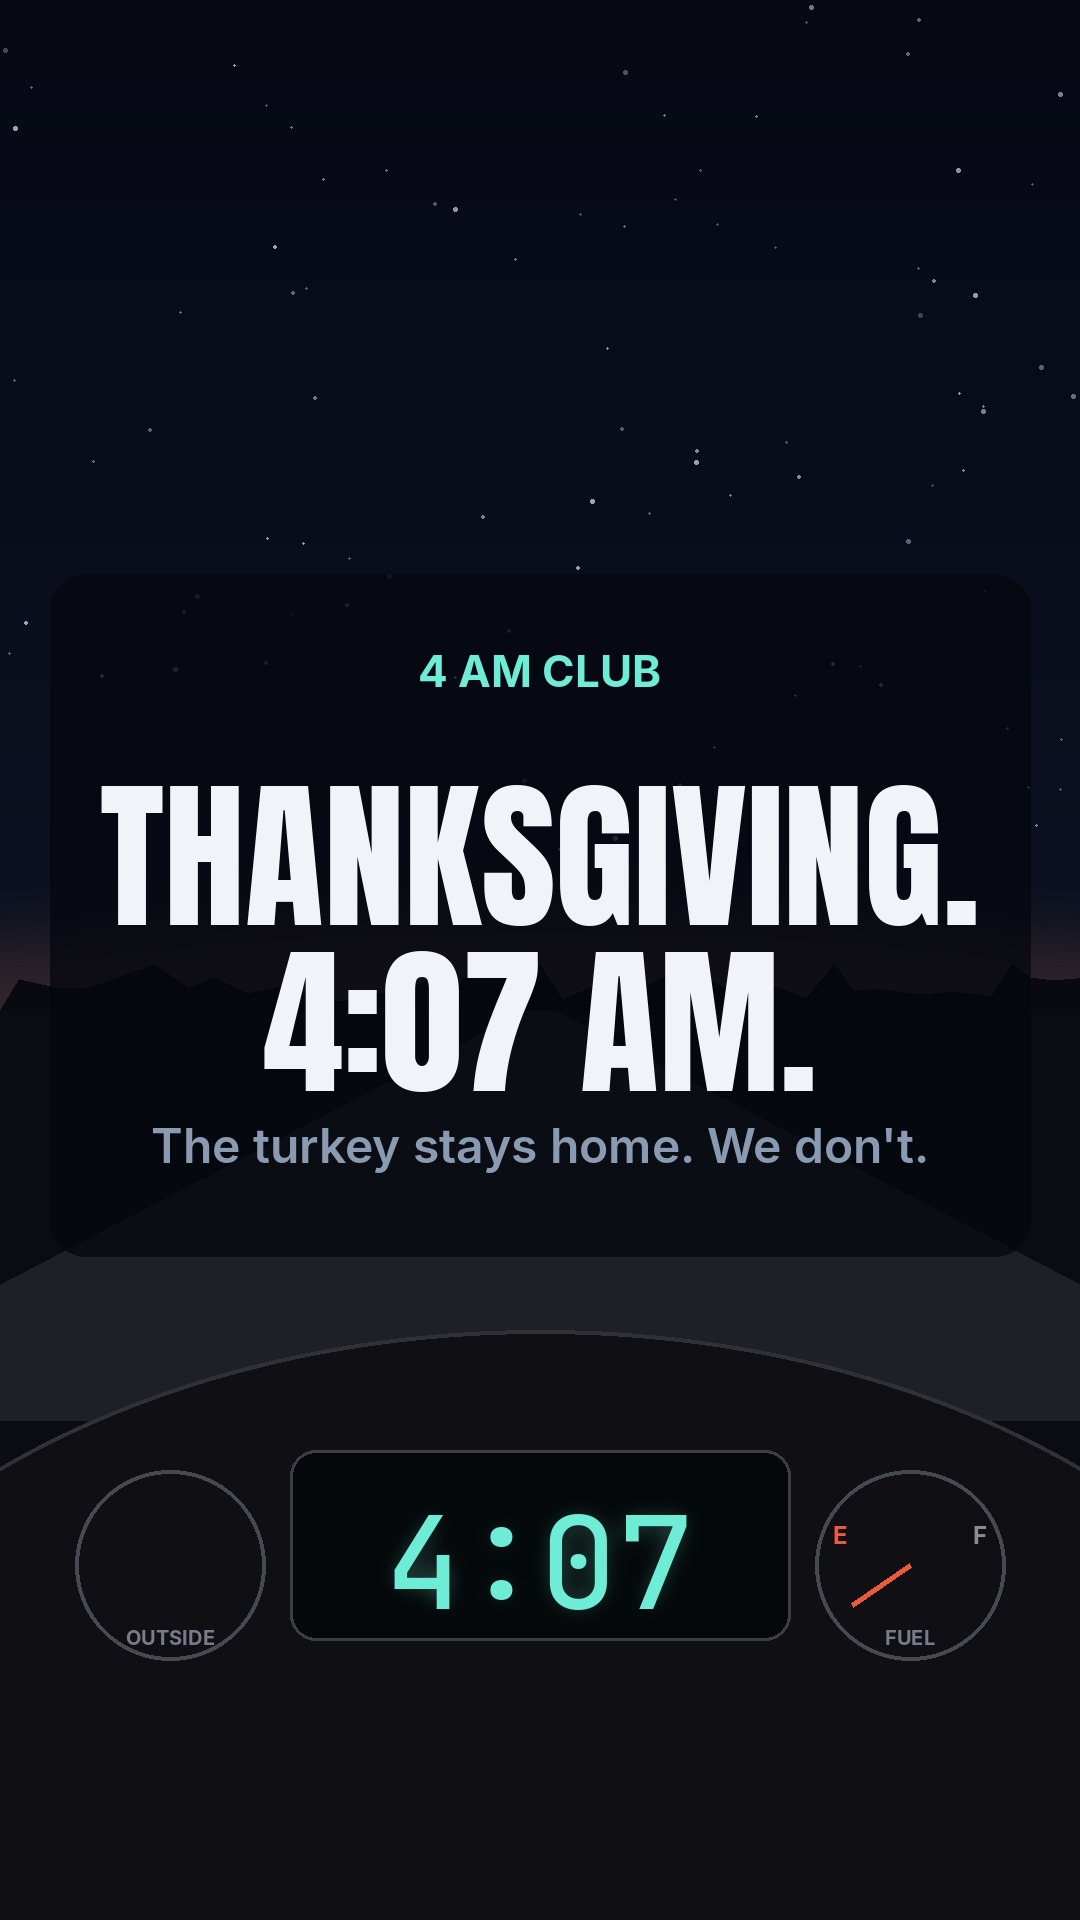 4 AM CLUB
THANKSGIVING.
4:07 AM.
The turkey stays home. We don't.
4:07
E F
OUTSIDE
FUEL